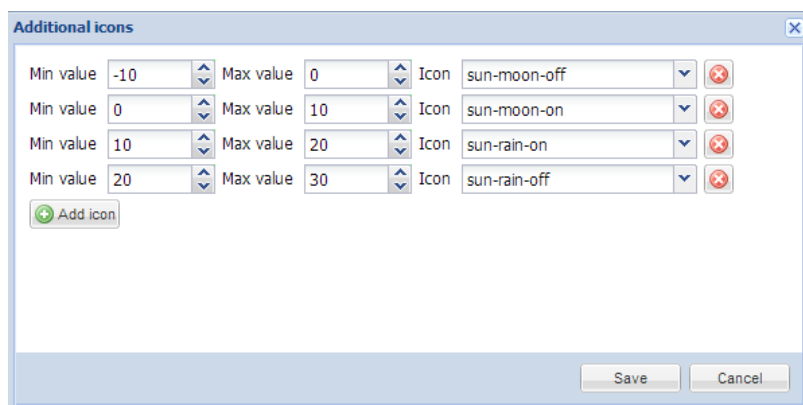 Additional icons
Min value -10 Max value 0 Icon sun-moon-off
Min value 0 Max value 10 Icon sun-moon-on
Min value 10 Max value 20 Icon sun-rain-on
Min value 20 Max value 30 Icon sun-rain-off
Add icon
Save Cancel